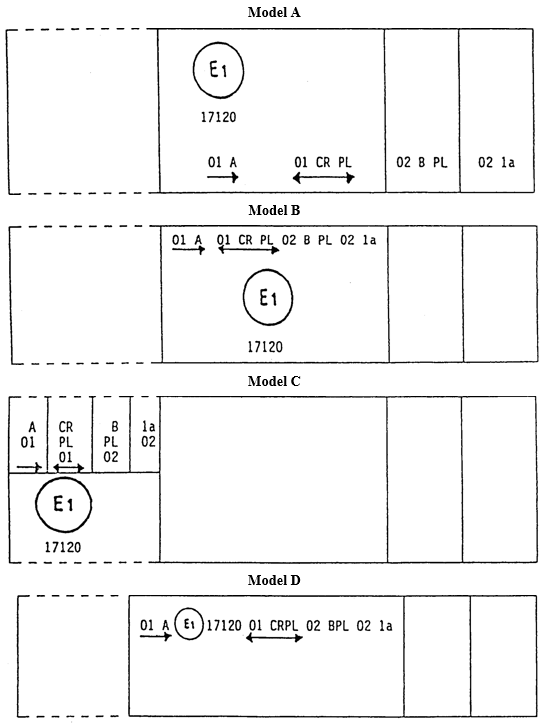 Model A
E1
17120
01 A 01 CR PL 02 B PL 02 1a
Model B
01 A 01 CR PL 02 B PL 02 1a
E1
17120
Model C
A CR B 1a
01 PL PL 02
01 02
E1
17120
Model D
01 A E1 17120 01 CRPL 02 BPL 02 1a